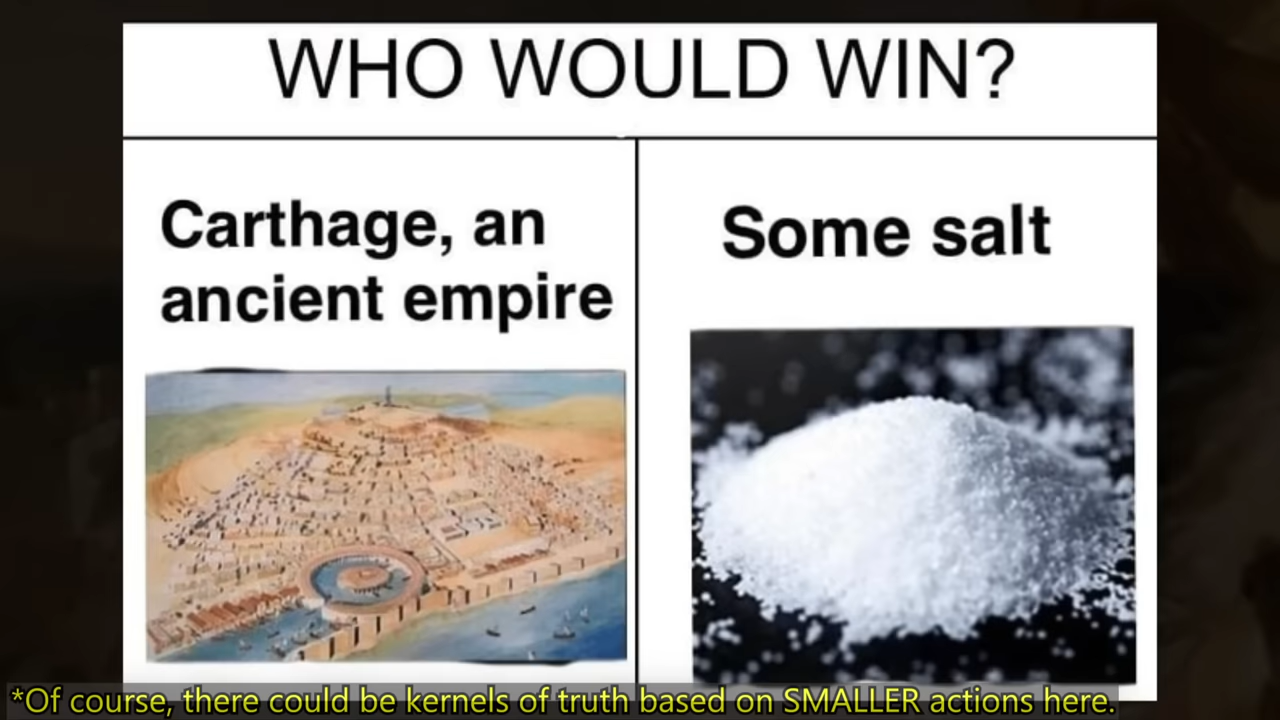 WHO WOULD WIN?
Carthage, an
ancient empire
Some salt
*Of course, there could be kernels of truth based on SMALLER actions here.